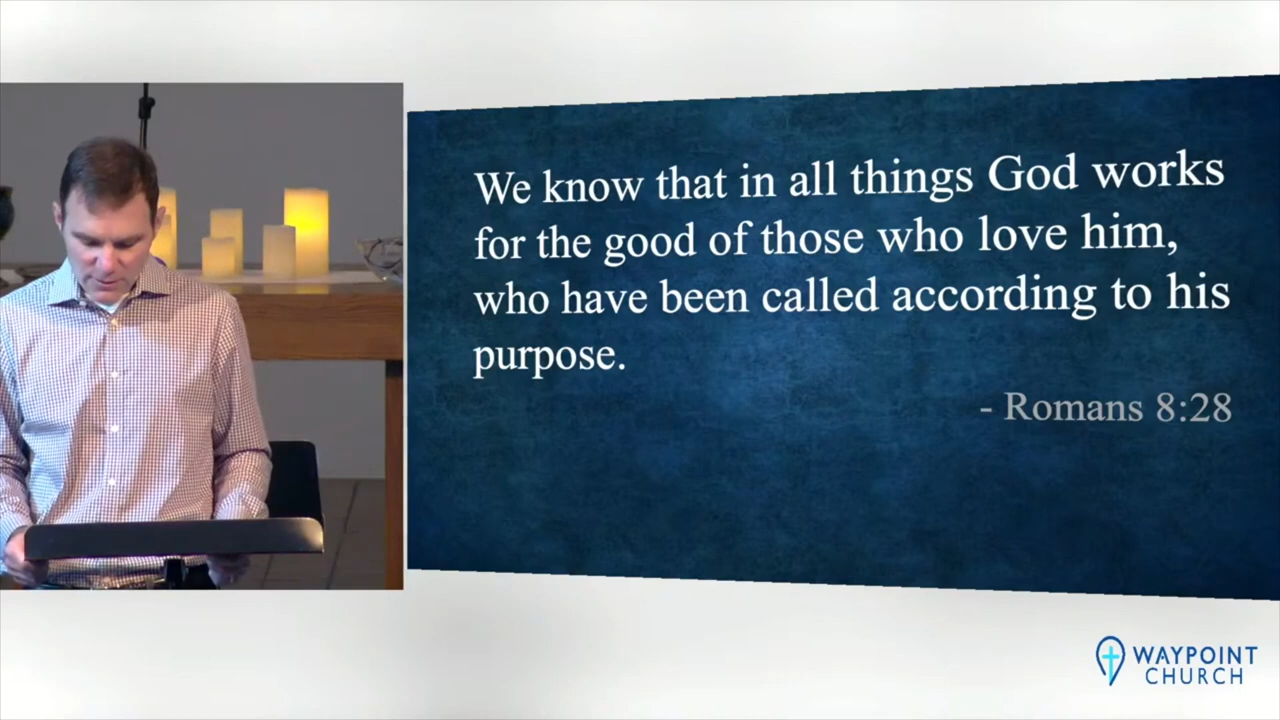 We know that in all things God works
for the good of those who love him,
who have been called according to his
purpose.
- Romans 8:28
WAYPOINT
CHURCH